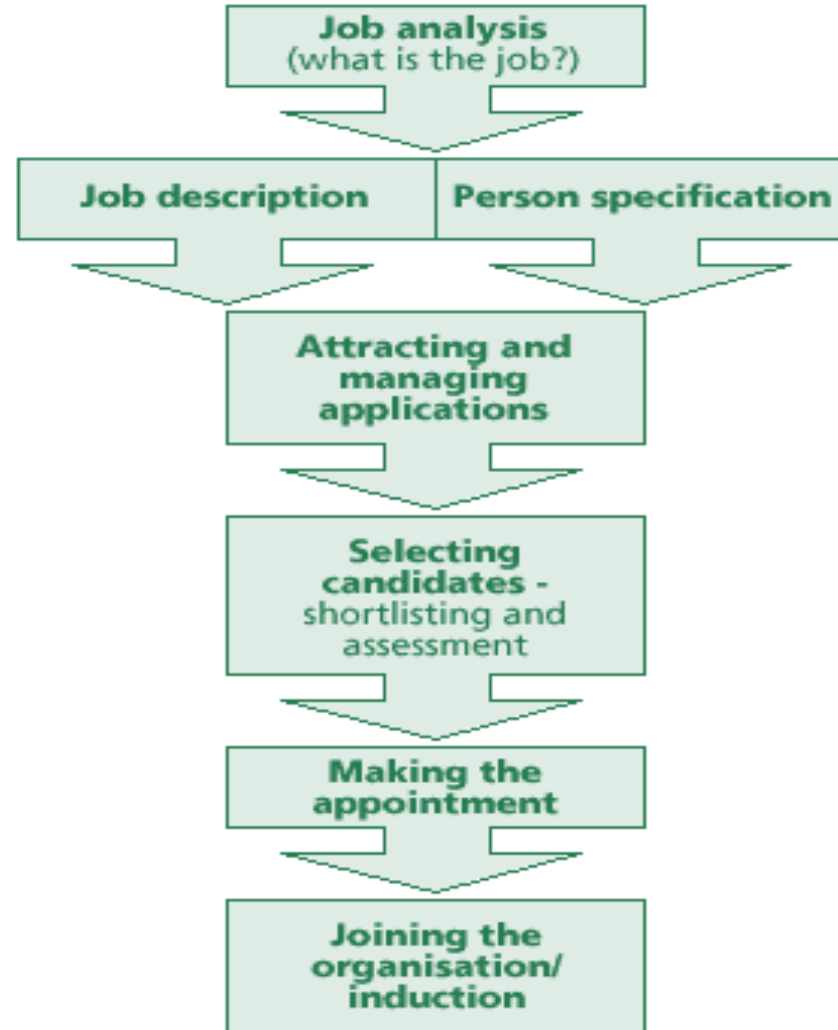 Job analysis
(what is the job?)
Job description
Person specification
Attracting and
managing
applications
Selecting
candidates -
shortlisting and
assessment
Making the
appointment
Joining the
organisation/
induction